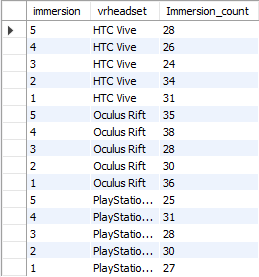 immersion vrheadset Immersion_count
5 HTC Vive 28
4 HTC Vive 26
3 HTC Vive 24
2 HTC Vive 34
1 HTC Vive 31
5 Oculus Rift 35
4 Oculus Rift 38
3 Oculus Rift 28
2 Oculus Rift 30
1 Oculus Rift 36
5 PlayStatio... 25
4 PlayStatio... 31
3 PlayStatio... 28
2 PlayStatio... 30
1 PlayStatio... 27